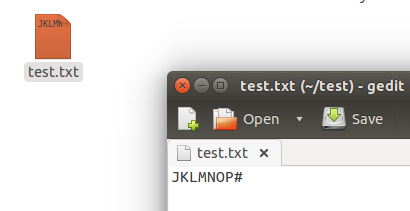 JKLMN
test.txt
test.txt (~/test) - gedit
Open
Save
test.txt
JKLMNOP#